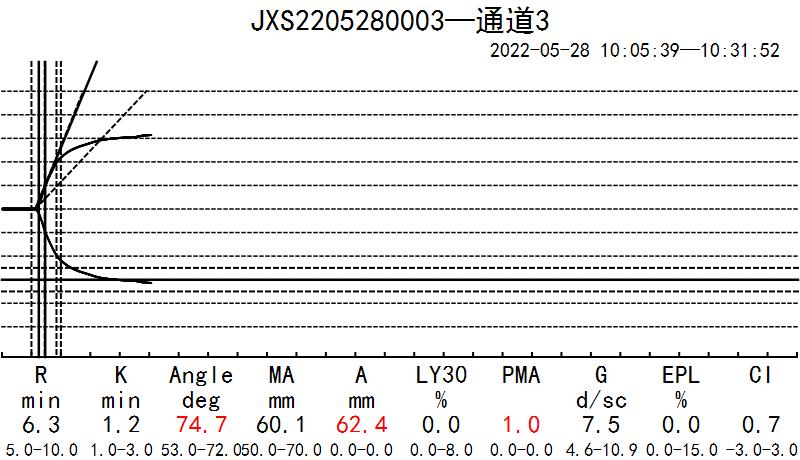 JXS2205280003—通道3
2022-05-28 10:05:39—10:31:52
R K Angle MA A LY30 PMA G EPL CI
min min deg mm mm % d/sc %
6.3 1.2 74.7 60.1 62.4 0.0 1.0 7.5 0.0 0.7
5.0-10.0 1.0-3.0 53.0-72.0 50.0-70.0 0.0-0.0 0.0-8.0 0.0-0.0 4.6-10.9 0.0-15.0 -3.0-3.0